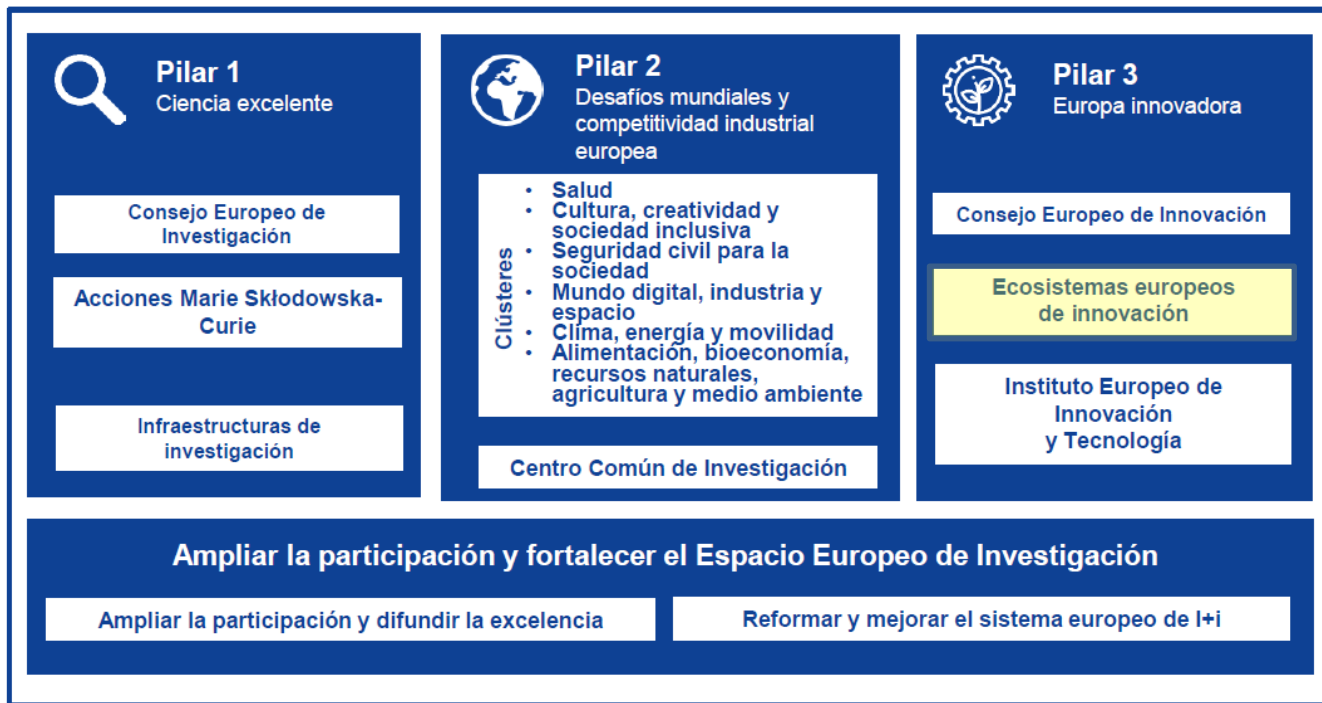 Pilar 1
Ciencia excelente
Consejo Europeo de
Investigación
Acciones Marie Skłodowska-
Curie
Infraestructuras de
investigación
Pilar 2
Desafíos mundiales y
competitividad industrial
europea
Clústeres
• Salud
• Cultura, creatividad y
sociedad inclusiva
• Seguridad civil para la
sociedad
• Mundo digital, industria y
espacio
• Clima, energía y movilidad
• Alimentación, bioeconomía,
recursos naturales,
agricultura y medio ambiente
Centro Común de Investigación
Pilar 3
Europa innovadora
Consejo Europeo de Innovación
Ecosistemas europeos
de innovación
Instituto Europeo de
Innovación
y Tecnología
Ampliar la participación y fortalecer el Espacio Europeo de Investigación
Ampliar la participación y difundir la excelencia
Reformar y mejorar el sistema europeo de I+i